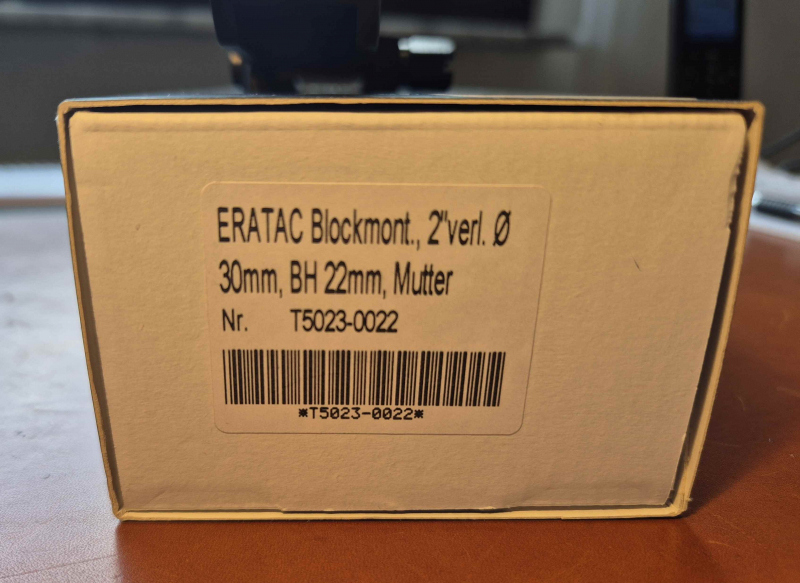 ERATAC Blockmont., 2"verl. Ø
30mm, BH 22mm, Mutter
Nr. T5023-0022
*T5023-0022*